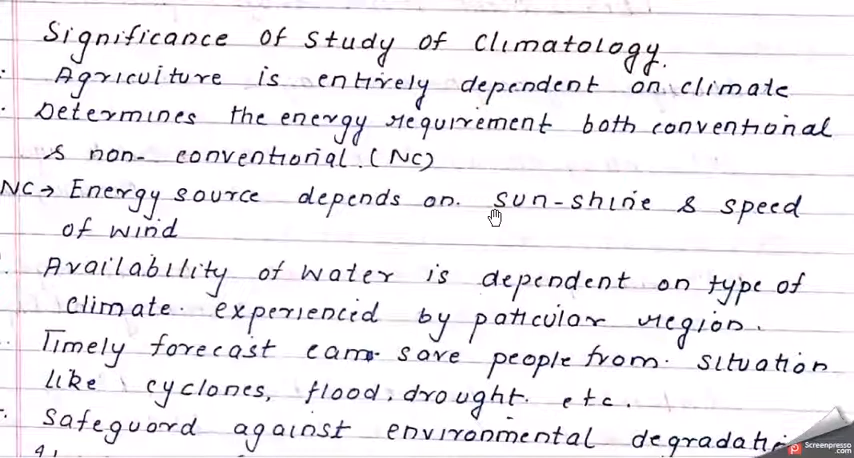 Significance of study of climatology.
Agriculture is entirely dependent on climate
Determines the energy requirement both conventional
& non- conventional. (NC)
NC → Energy source depends on. sun-shine & speed
of wind
Availability of water is dependent on type of
climate. experienced by paticular region.
Timely forecast can save people from. situation
like cyclones, flood, drought. etc.
Safeguard against environmental degradati
Screenpresso
.com